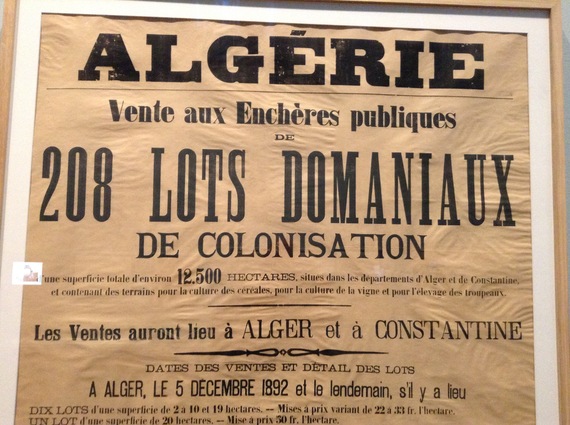 ALGÉRIE
Vente aux Enchères publiques
DE
208 LOTS DOMANIAUX
DE COLONISATION
d'une superficie totale d'environ 12.500 HECTARES, situes dans les départements d'Alger et de Constantine,
et contenant des terrains pour la culture des céréales, pour la culture de la vigne et pour l'élevage des troupeaux.
Les Ventes auront lieu à ALGER et à CONSTANTINE
DATES DES VENTES ET DÉTAIL DES LOTS
A ALGER, LE 5 DÉCEMBRE 1892 et le lendemain, s'il y a lieu
DIX LOTS d'une superficie de 2 à 10 et 19 hectares. -- Mises à prix variant de 22 à 33 fr. l'hectare.
UN LOT d'une superficie de 20 hectares. -- Mise à prix 50 fr. l'hectare.